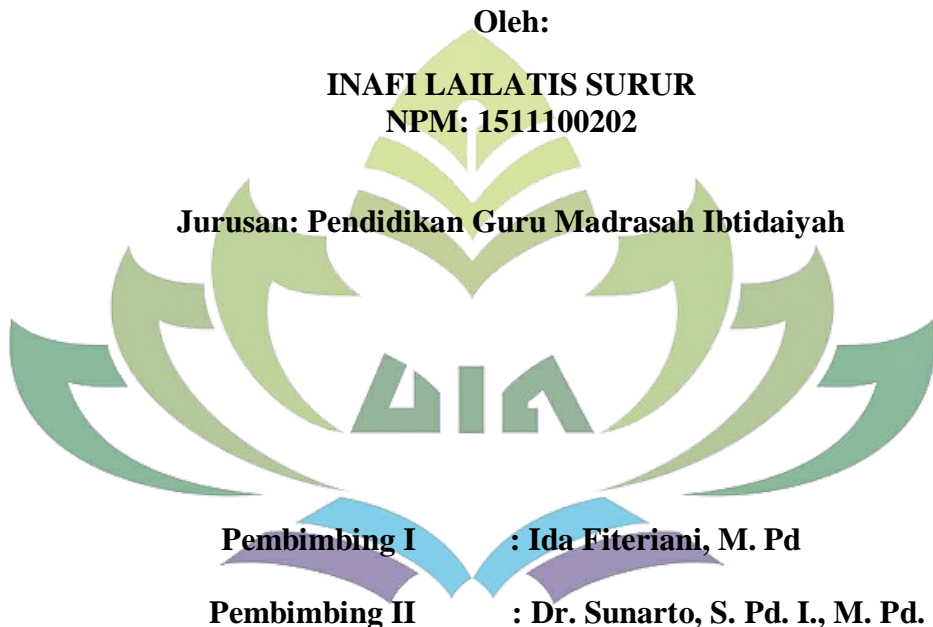 Oleh:
INAFI LAILATIS SURUR
NPM: 1511100202
Jurusan: Pendidikan Guru Madrasah Ibtidaiyah
UIN
Pembimbing I : Ida Fiteriani, M. Pd
Pembimbing II : Dr. Sunarto, S. Pd. I., M. Pd.